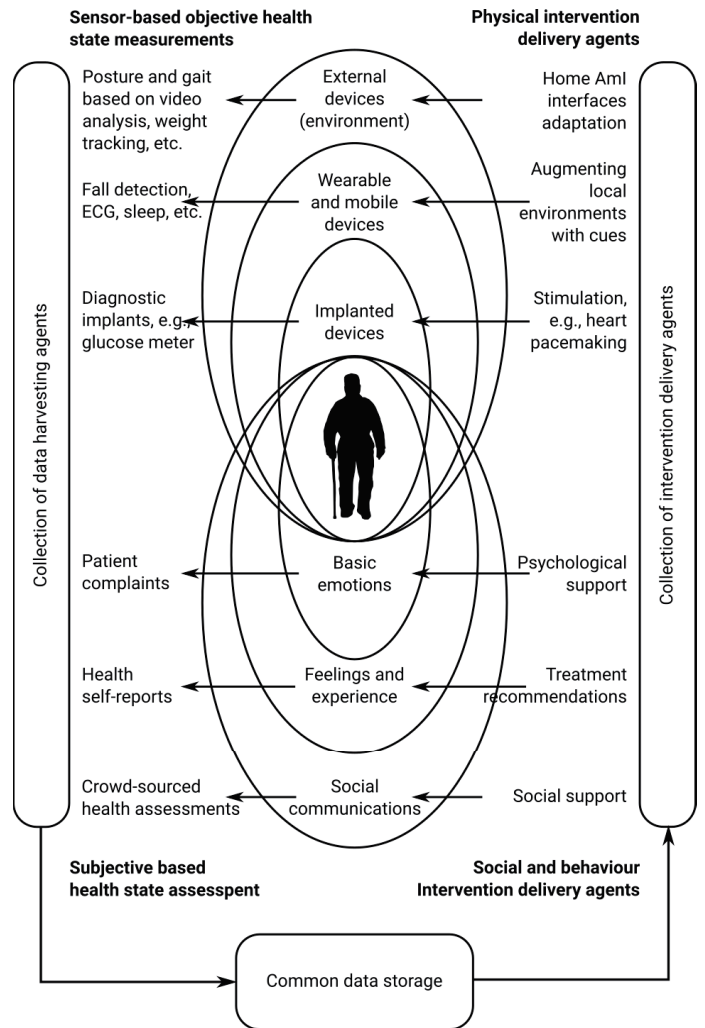 Sensor-based objective health
state measurements
Physical intervention
delivery agents
Posture and gait
based on video
analysis, weight
tracking, etc.
External
devices
(environment)
Home AmI
interfaces
adaptation
Fall detection,
ECG, sleep, etc.
Wearable
and mobile
devices
Augmenting
local
environments
with cues
Diagnostic
implants, e.g.,
glucose meter
Implanted
devices
Stimulation,
e.g., heart
pacemaking
Collection of data harvesting agents
Collection of intervention delivery agents
Patient
complaints
Basic
emotions
Psychological
support
Health
self-reports
Feelings and
experience
Treatment
recommendations
Crowd-sourced
health assessments
Social
communications
Social support
Subjective based
health state assesspent
Social and behaviour
Intervention delivery agents
Common data storage